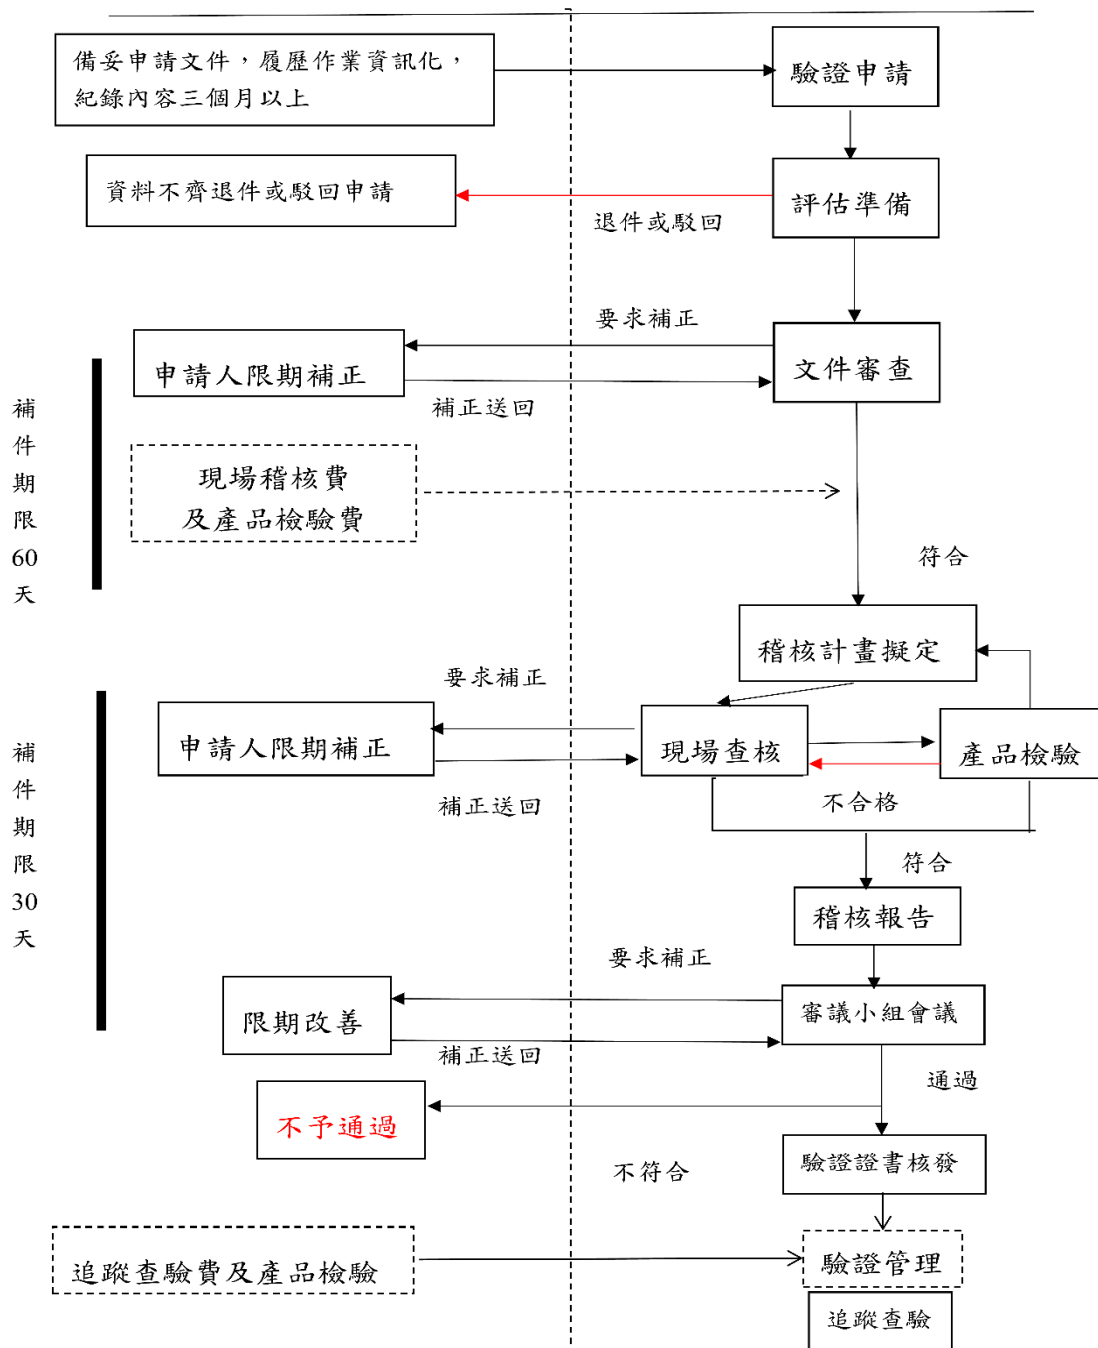 備妥申請文件，履歷作業資訊化，
紀錄內容三個月以上
驗證申請
資料不齊退件或駁回申請
評估準備
退件或駁回
要求補正
申請人限期補正
文件審查
補正送回
補件期限60天
現場稽核費
及產品檢驗費
符合
稽核計畫擬定
要求補正
申請人限期補正
現場查核
產品檢驗
補正送回
不合格
補件期限30天
符合
稽核報告
要求補正
限期改善
審議小組會議
補正送回
通過
不予通過
驗證證書核發
不符合
追蹤查驗費及產品檢驗
驗證管理
追蹤查驗